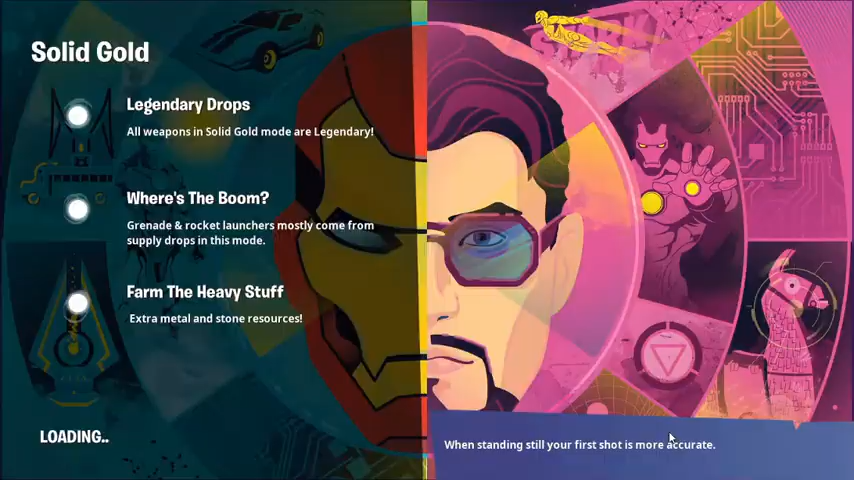 Solid Gold
Legendary Drops
All weapons in Solid Gold mode are Legendary!
Where's The Boom?
Grenade & rocket launchers mostly come from
supply drops in this mode.
Farm The Heavy Stuff
Extra metal and stone resources!
LOADING..
STARK
When standing still your first shot is more accurate.